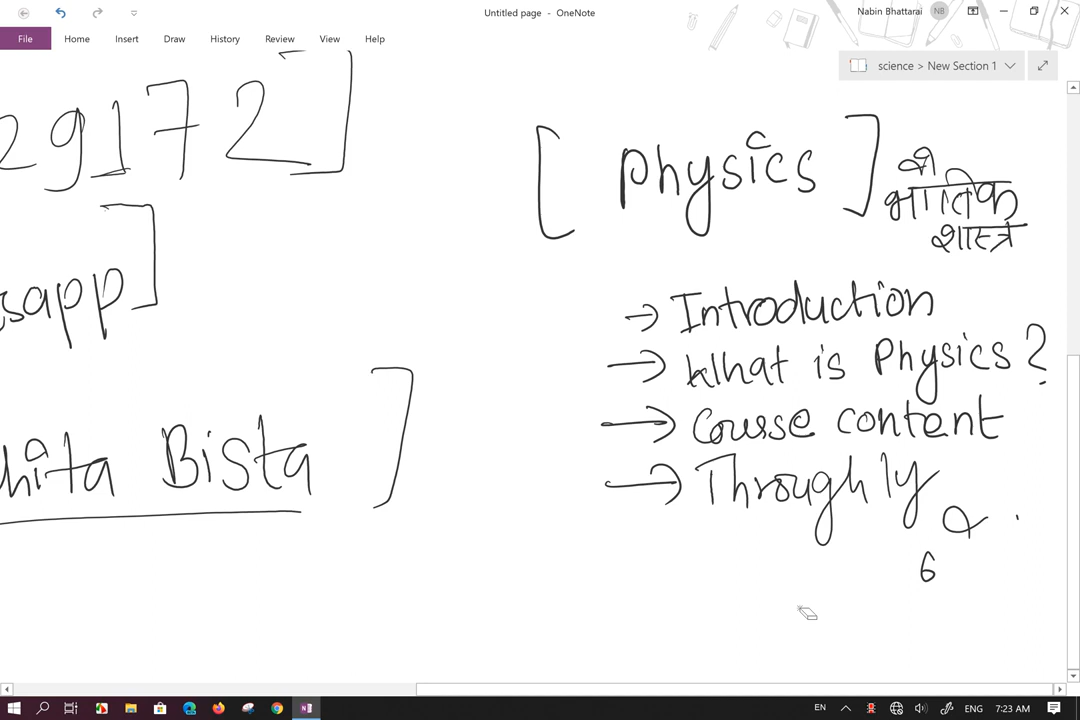 Untitled page - OneNote
Nabin Bhattarai NB
File Home Insert Draw History Review View Help
science > New Section 1
29172]
sapp]
hita Bista ]
[ Physics ]
भौतिक
शास्त्र
→ Introduction
→ What is Physics?
→ Course content
→ Throughly
6
EN ENG 7:23 AM